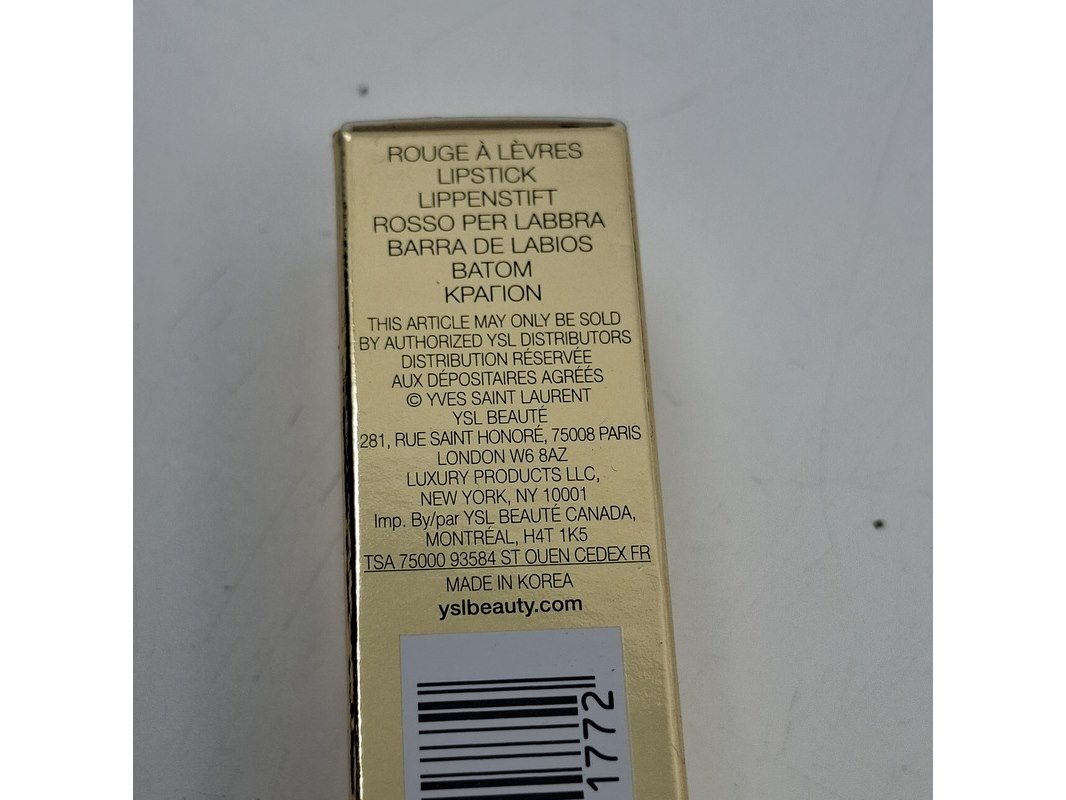 ROUGE À LÈVRES
LIPSTICK
LIPPENSTIFT
ROSSO PER LABBRA
BARRA DE LABIOS
BATOM
ΚΡΑΓΙΟΝ
THIS ARTICLE MAY ONLY BE SOLD
BY AUTHORIZED YSL DISTRIBUTORS
DISTRIBUTION RÉSERVÉE
AUX DÉPOSITAIRES AGRÉÉS
© YVES SAINT LAURENT
YSL BEAUTÉ
281, RUE SAINT HONORÉ, 75008 PARIS
LONDON W6 8AZ
LUXURY PRODUCTS LLC,
NEW YORK, NY 10001
Imp. By/par YSL BEAUTÉ CANADA,
MONTRÉAL, H4T 1K5
TSA 75000 93584 ST OUEN CEDEX FR
MADE IN KOREA
yslbeauty.com
1772